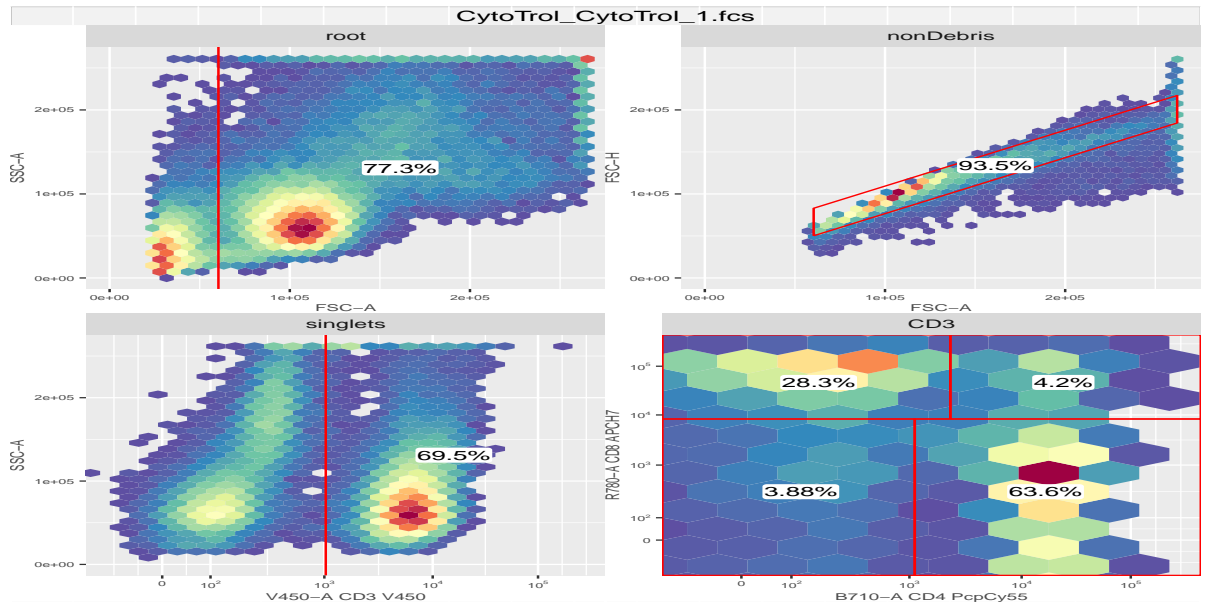 CytoTrol_CytoTrol_1.fcs
root
nonDebris
SSC-A
2e+05
1e+05
0e+00
77.3%
0e+00
1e+05
2e+05
FSC-A
FSC-H
2e+05
1e+05
0e+00
93.5%
0e+00
1e+05
2e+05
FSC-A
singlets
CD3
SSC-A
2e+05
1e+05
0e+00
69.5%
0
10²
10³
10⁴
10⁵
V450-A CD3 V450
R780-A CD8 APCH7
10⁵
10⁴
10³
10²
0
28.3%
4.2%
3.88%
63.6%
0
10²
10³
10⁴
10⁵
B710-A CD4 PcpCy55